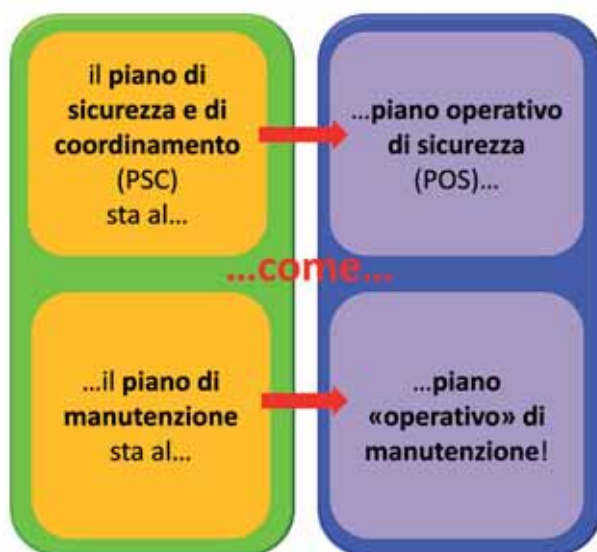 il piano di
sicurezza e di
coordinamento
(PSC)
sta al...
...piano operativo
di sicurezza
(POS)...
...come...
...il piano di
manutenzione
sta al...
...piano
«operativo» di
manutenzione!